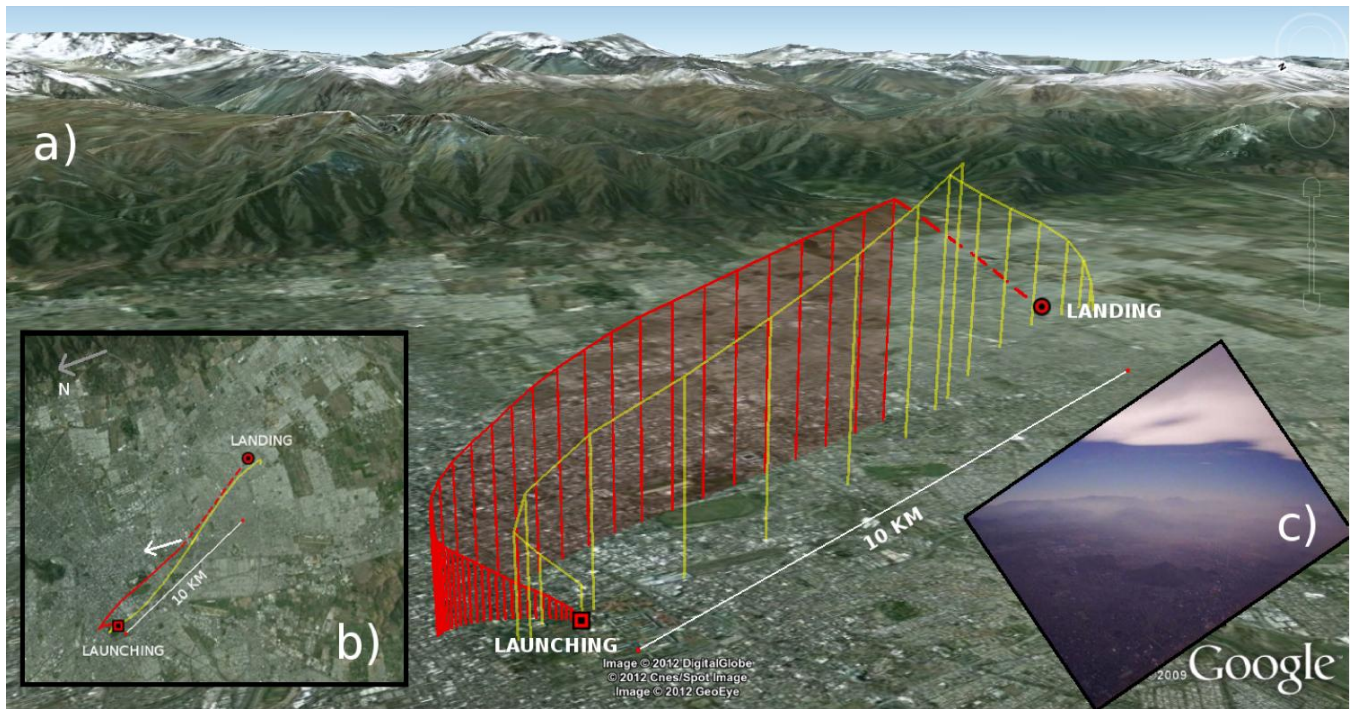 a)
LANDING
N
LANDING
10 KM
LAUNCHING
b)
10 KM
LAUNCHING
c)
Image © 2012 DigitalGlobe
© 2012 Cnes/Spot Image
Image © 2012 GeoEye
2009 Google